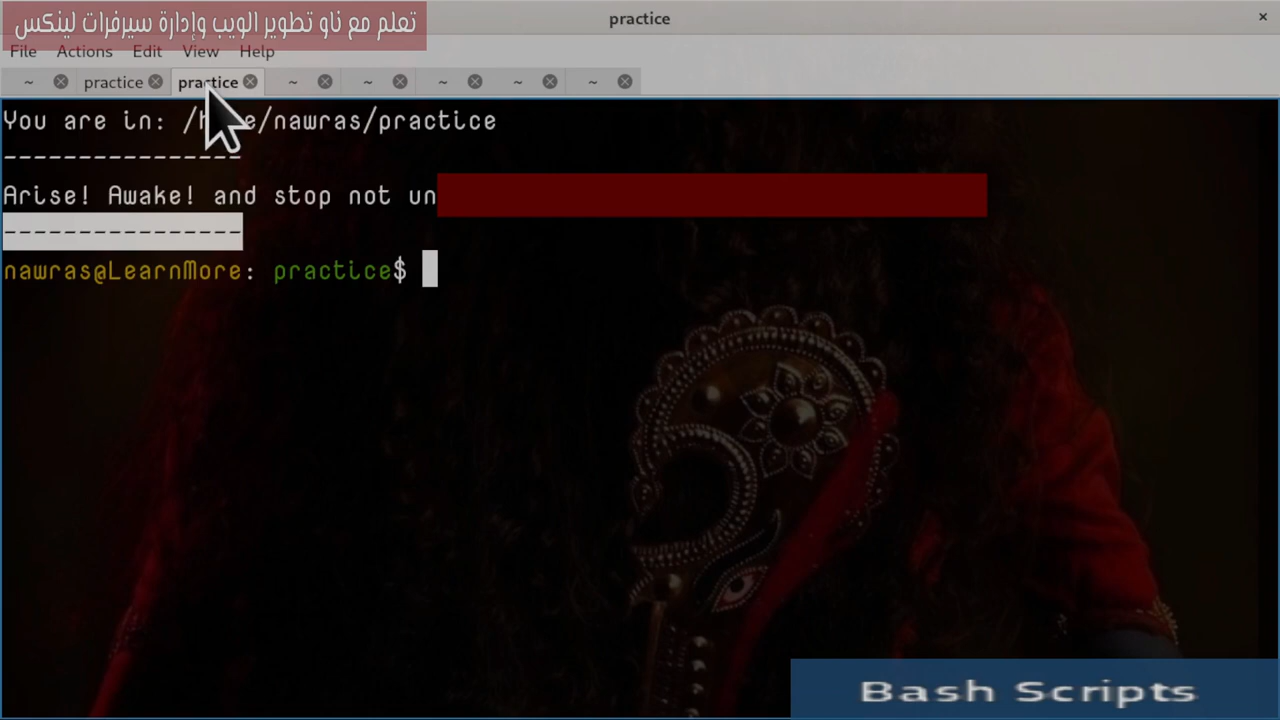 تعلم مع ناو تطوير الويب وإدارة سيرفرات لينكس
practice
×
File Actions Edit View Help
~ practice practice ~ ~ ~ ~ ~
You are in: /h me/nawras/practice
----------------
Arise! Awake! and stop not un
----------------
nawras@LearnMore: practice$
Bash Scripts